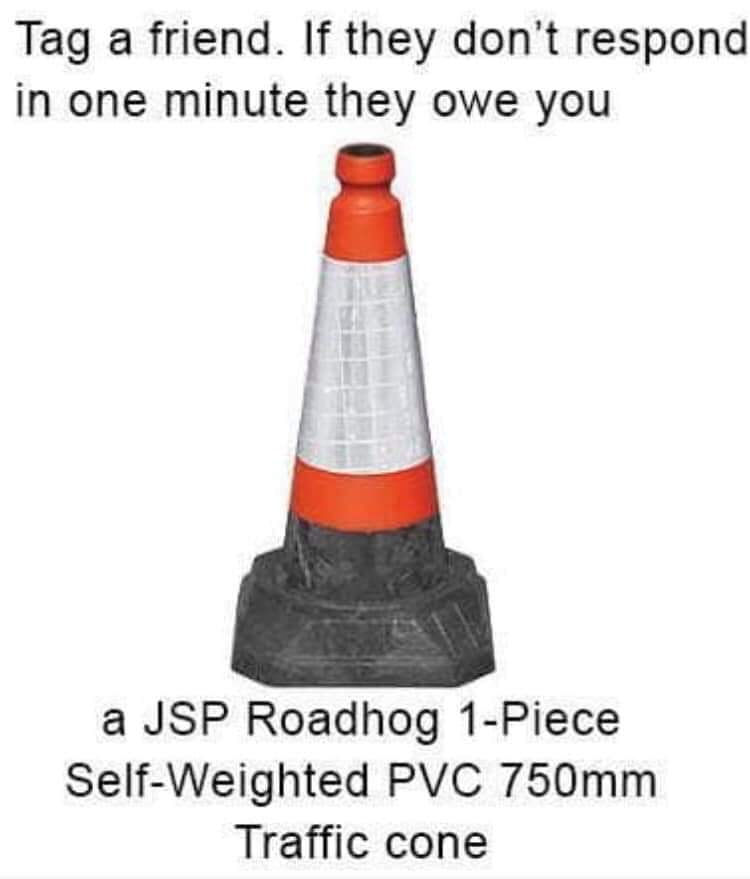 Tag a friend. If they don't respond
in one minute they owe you
a JSP Roadhog 1-Piece
Self-Weighted PVC 750mm
Traffic cone